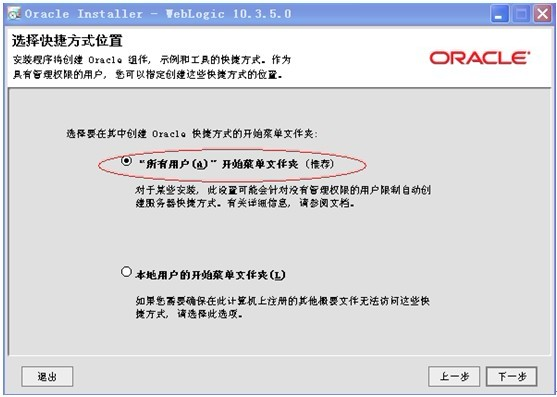 Oracle Installer - WebLogic 10.3.5.0
选择快捷方式位置
安装程序将创建 Oracle 组件, 示例和工具的快捷方式。作为
具有管理权限的用户, 您可以指定创建这些快捷方式的位置。
ORACLE
选择要在其中创建 Oracle 快捷方式的开始菜单文件夹:
"所有用户(A)" 开始菜单文件夹 (推荐)
对于某些安装, 此设置可能会针对没有管理权限的用户限制自动创
建服务器快捷方式。有关详细信息, 请参阅文档。
本地用户的开始菜单文件夹(L)
如果您需要确保在此计算机上注册的其他概要文件无法访问这些快
捷方式, 请选择此选项。
退出
上一步
下一步